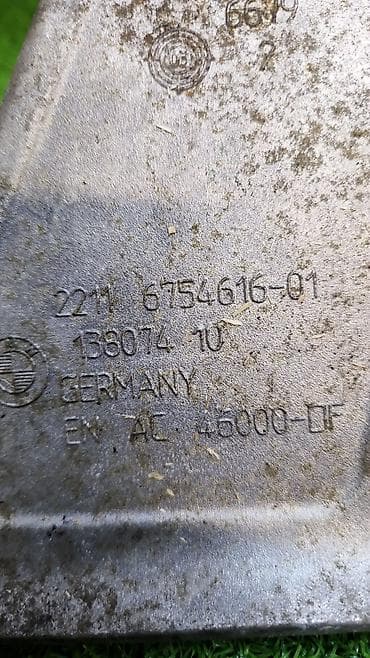 2211 6754616-01
138074 10
GERMANY
EN AC 46000-DF